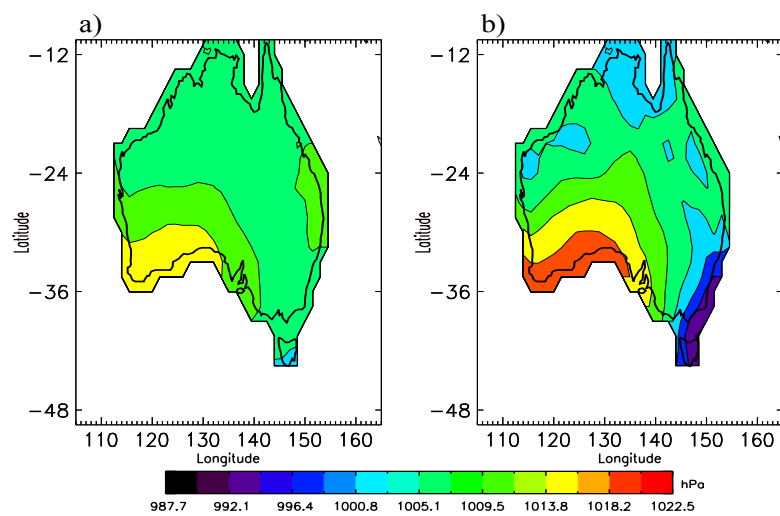 a) b)
−12 −12
−24 −24
Latitude Latitude
−36 −36
−48 −48
110 120 130 140 150 160 110 120 130 140 150 160
Longitude Longitude
hPa
987.7 992.1 996.4 1000.8 1005.1 1009.5 1013.8 1018.2 1022.5